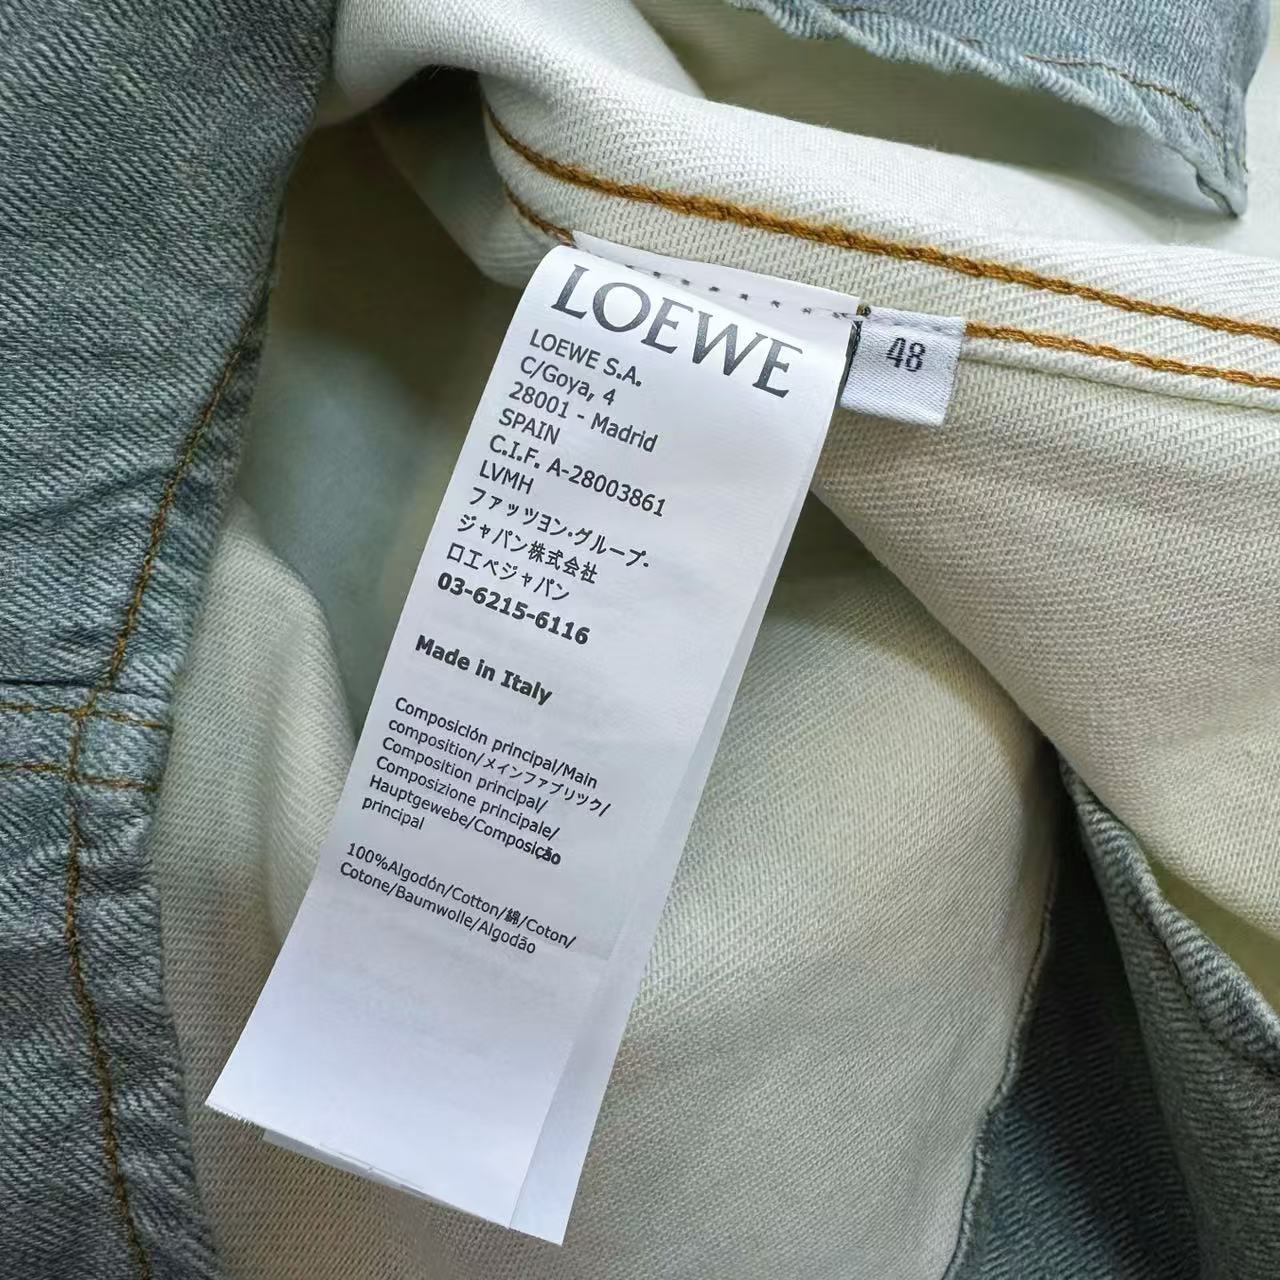 LOEWE
48
LOEWE S.A.
C/Goya, 4
28001 - Madrid
SPAIN
C.I.F. A-28003861
LVMH
ファッツヨン・グループ・
ジャパン株式会社
ロエベジャパン
03-6215-6116
Made in Italy
Composición principal/Main
composition/メインファブリツク/
Composition principal/
Composizione principale/
Hauptgewebe/Composição
principal
100%Algodón/Cotton/綿/Coton/
Cotone/Baumwolle/Algodão